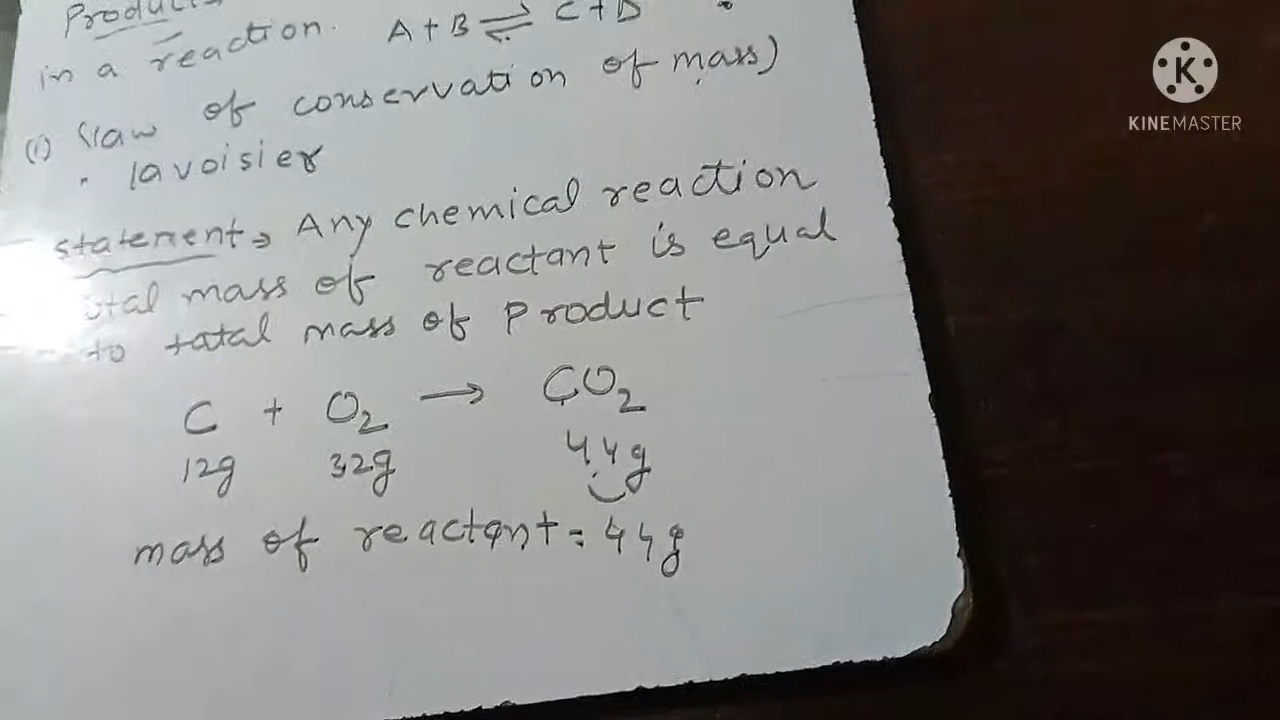 in a reaction. A + B ⇌ C + D
(i) (law of conservation of mass)
. lavoisier
statement → Any chemical reaction
mass of reactant is equal
to tatal mass of Product
C + O₂ → CO₂
12g 32g 44g
mass of reactant = 44g
K
KINEMASTER